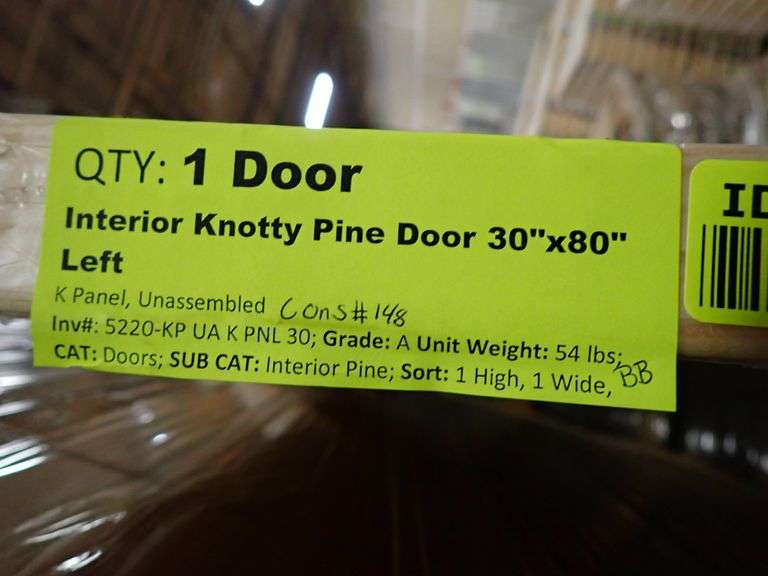 QTY: 1 Door
Interior Knotty Pine Door 30"x80"
Left
K Panel, Unassembled Cons#148
Inv#: 5220-KP UA K PNL 30; Grade: A Unit Weight: 54 lbs;
CAT: Doors; SUB CAT: Interior Pine; Sort: 1 High, 1 Wide, BB
ID